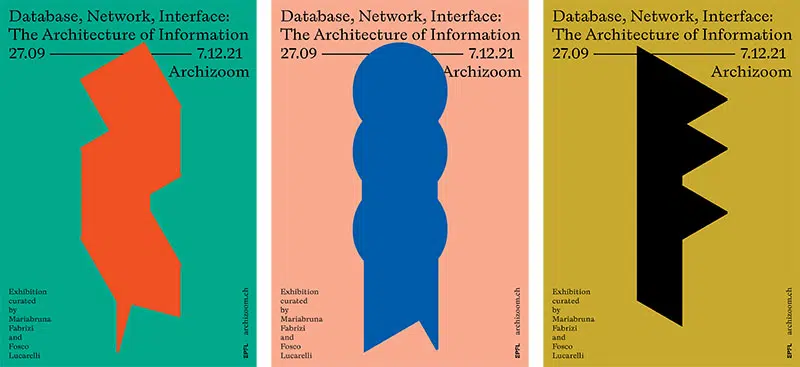 Database, Network, Interface:
The Architecture of Information
27.09 7.12.21
Archizoom
Exhibition
curated
by
Mariabruna
Fabrizi
and
Fosco
Lucarelli
EPFL archizoom.ch
Database, Network, Interface:
The Architecture of Information
27.09 7.12.21
Archizoom
Exhibition
curated
by
Mariabruna
Fabrizi
and
Fosco
Lucarelli
EPFL archizoom.ch
Database, Network, Interface:
The Architecture of Information
27.09 7.12.21
Archizoom
Exhibition
curated
by
Mariabruna
Fabrizi
and
Fosco
Lucarelli
EPFL archizoom.ch